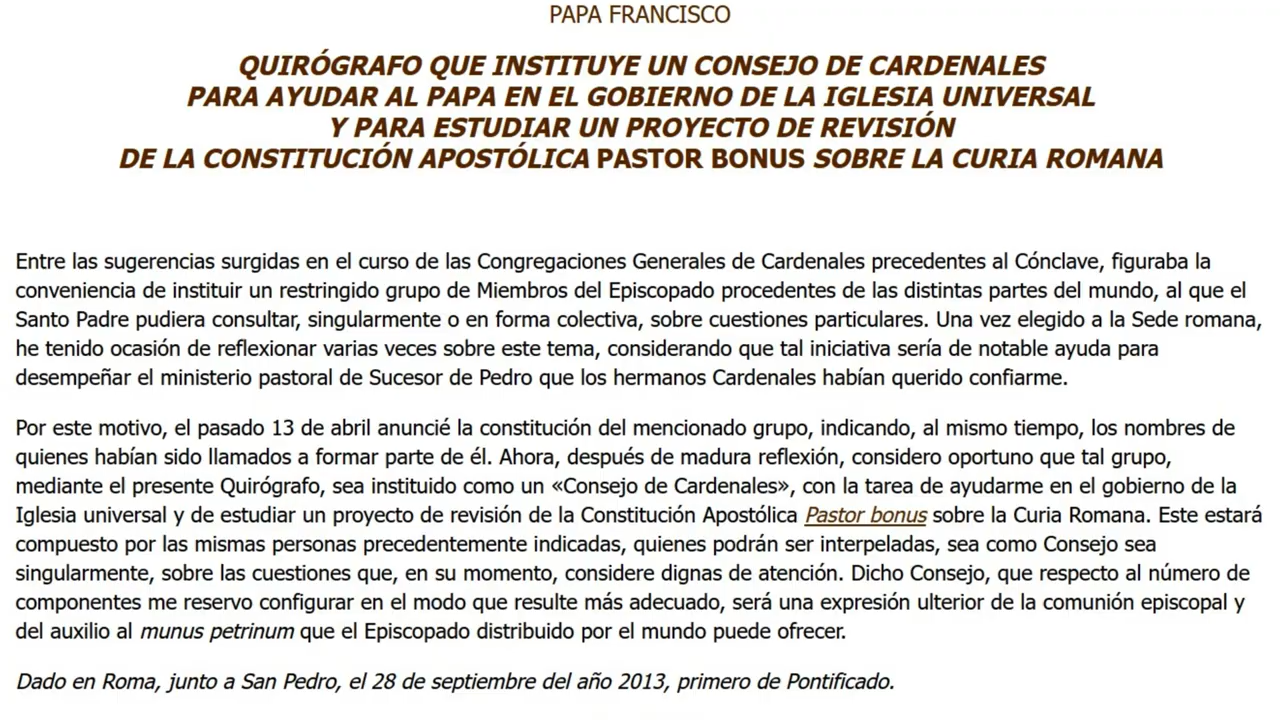 PAPA FRANCISCO
QUIRÓGRAFO QUE INSTITUYE UN CONSEJO DE CARDENALES
PARA AYUDAR AL PAPA EN EL GOBIERNO DE LA IGLESIA UNIVERSAL
Y PARA ESTUDIAR UN PROYECTO DE REVISIÓN
DE LA CONSTITUCIÓN APOSTÓLICA PASTOR BONUS SOBRE LA CURIA ROMANA
Entre las sugerencias surgidas en el curso de las Congregaciones Generales de Cardenales precedentes al Cónclave, figuraba la
conveniencia de instituir un restringido grupo de Miembros del Episcopado procedentes de las distintas partes del mundo, al que el
Santo Padre pudiera consultar, singularmente o en forma colectiva, sobre cuestiones particulares. Una vez elegido a la Sede romana,
he tenido ocasión de reflexionar varias veces sobre este tema, considerando que tal iniciativa sería de notable ayuda para
desempeñar el ministerio pastoral de Sucesor de Pedro que los hermanos Cardenales habían querido confiarme.
Por este motivo, el pasado 13 de abril anuncié la constitución del mencionado grupo, indicando, al mismo tiempo, los nombres de
quienes habían sido llamados a formar parte de él. Ahora, después de madura reflexión, considero oportuno que tal grupo,
mediante el presente Quirógrafo, sea instituido como un «Consejo de Cardenales», con la tarea de ayudarme en el gobierno de la
Iglesia universal y de estudiar un proyecto de revisión de la Constitución Apostólica Pastor bonus sobre la Curia Romana. Este estará
compuesto por las mismas personas precedentemente indicadas, quienes podrán ser interpeladas, sea como Consejo sea
singularmente, sobre las cuestiones que, en su momento, considere dignas de atención. Dicho Consejo, que respecto al número de
componentes me reservo configurar en el modo que resulte más adecuado, será una expresión ulterior de la comunión episcopal y
del auxilio al munus petrinum que el Episcopado distribuido por el mundo puede ofrecer.
Dado en Roma, junto a San Pedro, el 28 de septiembre del año 2013, primero de Pontificado.